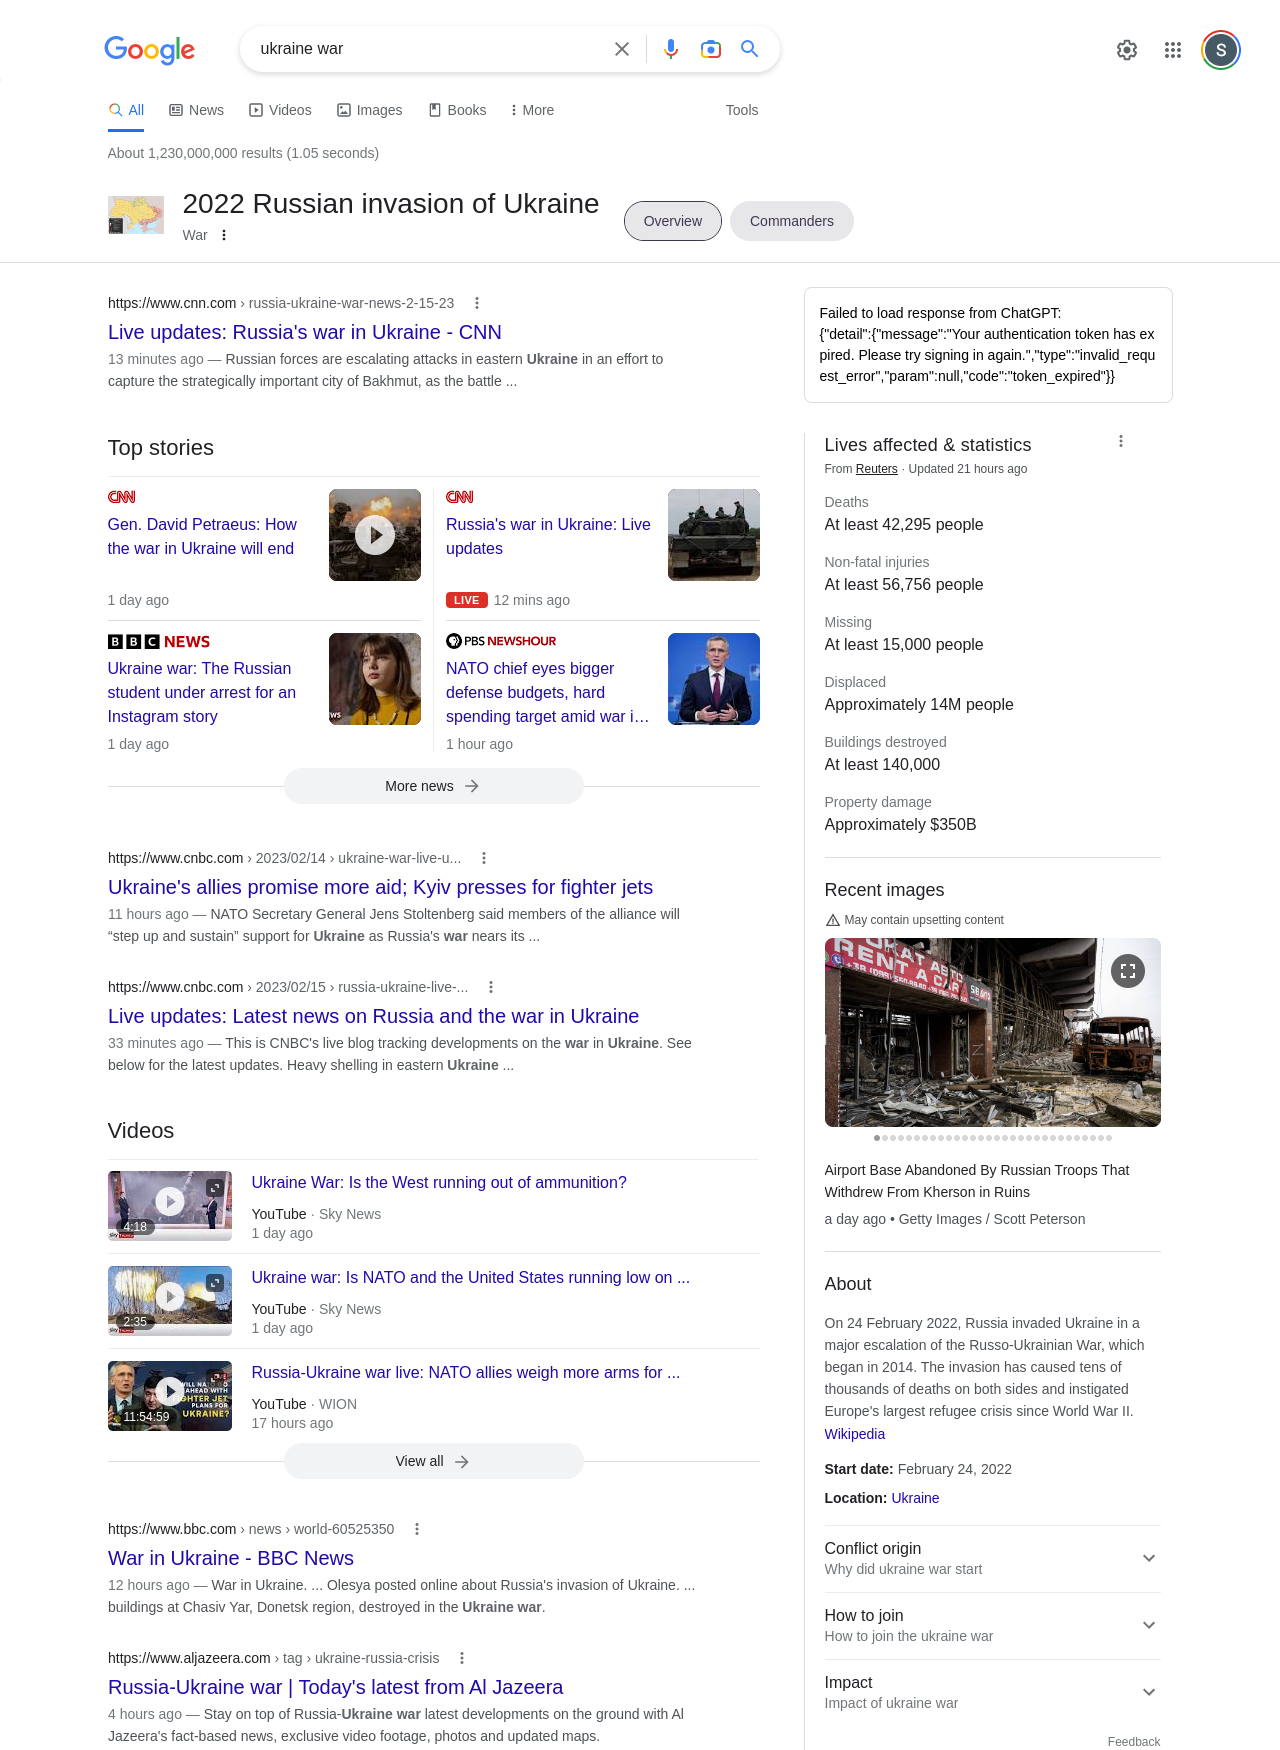 Google
ukraine war
S
All
News
Videos
Images
Books
More
Tools
About 1,230,000,000 results (1.05 seconds)
2022 Russian invasion of Ukraine
War
Overview
Commanders
https://www.cnn.com › russia-ukraine-war-news-2-15-23
Live updates: Russia's war in Ukraine - CNN
13 minutes ago — Russian forces are escalating attacks in eastern Ukraine in an effort to
capture the strategically important city of Bakhmut, as the battle ...
Top stories
CNN
Gen. David Petraeus: How
the war in Ukraine will end
1 day ago
CNN
Russia's war in Ukraine: Live
updates
LIVE 12 mins ago
BBC NEWS
Ukraine war: The Russian
student under arrest for an
Instagram story
1 day ago
PBS NEWSHOUR
NATO chief eyes bigger
defense budgets, hard
spending target amid war i...
1 hour ago
More news
https://www.cnbc.com › 2023/02/14 › ukraine-war-live-u...
Ukraine's allies promise more aid; Kyiv presses for fighter jets
11 hours ago — NATO Secretary General Jens Stoltenberg said members of the alliance will
“step up and sustain” support for Ukraine as Russia's war nears its ...
https://www.cnbc.com › 2023/02/15 › russia-ukraine-live-...
Live updates: Latest news on Russia and the war in Ukraine
33 minutes ago — This is CNBC's live blog tracking developments on the war in Ukraine. See
below for the latest updates. Heavy shelling in eastern Ukraine ...
Videos
4:18
Ukraine War: Is the West running out of ammunition?
YouTube · Sky News
1 day ago
2:35
Ukraine war: Is NATO and the United States running low on ...
YouTube · Sky News
1 day ago
11:54:59
Russia-Ukraine war live: NATO allies weigh more arms for ...
YouTube · WION
17 hours ago
View all
https://www.bbc.com › news › world-60525350
War in Ukraine - BBC News
12 hours ago — War in Ukraine. ... Olesya posted online about Russia's invasion of Ukraine. ...
buildings at Chasiv Yar, Donetsk region, destroyed in the Ukraine war.
https://www.aljazeera.com › tag › ukraine-russia-crisis
Russia-Ukraine war | Today's latest from Al Jazeera
4 hours ago — Stay on top of Russia-Ukraine war latest developments on the ground with Al
Jazeera's fact-based news, exclusive video footage, photos and updated maps.
Failed to load response from ChatGPT:
{"detail":{"message":"Your authentication token has ex
pired. Please try signing in again.","type":"invalid_requ
est_error","param":null,"code":"token_expired"}}
Lives affected & statistics
From Reuters · Updated 21 hours ago
Deaths
At least 42,295 people
Non-fatal injuries
At least 56,756 people
Missing
At least 15,000 people
Displaced
Approximately 14M people
Buildings destroyed
At least 140,000
Property damage
Approximately $350B
Recent images
May contain upsetting content
RENT A CAR
Airport Base Abandoned By Russian Troops That
Withdrew From Kherson in Ruins
a day ago • Getty Images / Scott Peterson
About
On 24 February 2022, Russia invaded Ukraine in a
major escalation of the Russo-Ukrainian War, which
began in 2014. The invasion has caused tens of
thousands of deaths on both sides and instigated
Europe's largest refugee crisis since World War II.
Wikipedia
Start date: February 24, 2022
Location: Ukraine
Conflict origin
Why did ukraine war start
How to join
How to join the ukraine war
Impact
Impact of ukraine war
Feedback